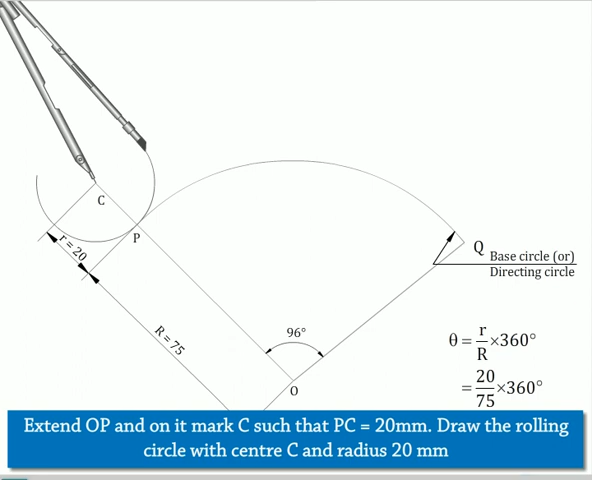 C
P
r = 20
Q
Base circle (or)
Directing circle
R = 75
96°
θ = r/R ×360°
= 20/75 ×360°
O
Extend OP and on it mark C such that PC = 20mm. Draw the rolling
circle with centre C and radius 20 mm